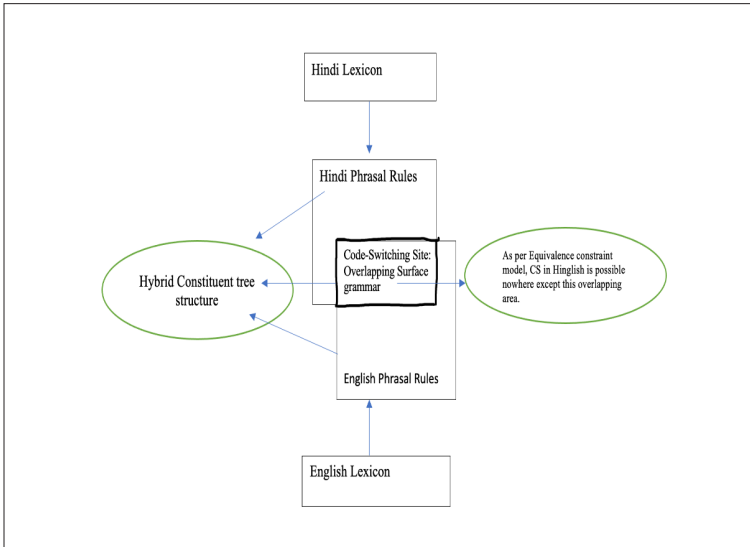 Hindi Lexicon
Hindi Phrasal Rules
Code-Switching Site:
Overlapping Surface
grammar
Hybrid Constituent tree
structure
As per Equivalence constraint
model, CS in Hinglish is possible
nowhere except this overlapping
area.
English Phrasal Rules
English Lexicon